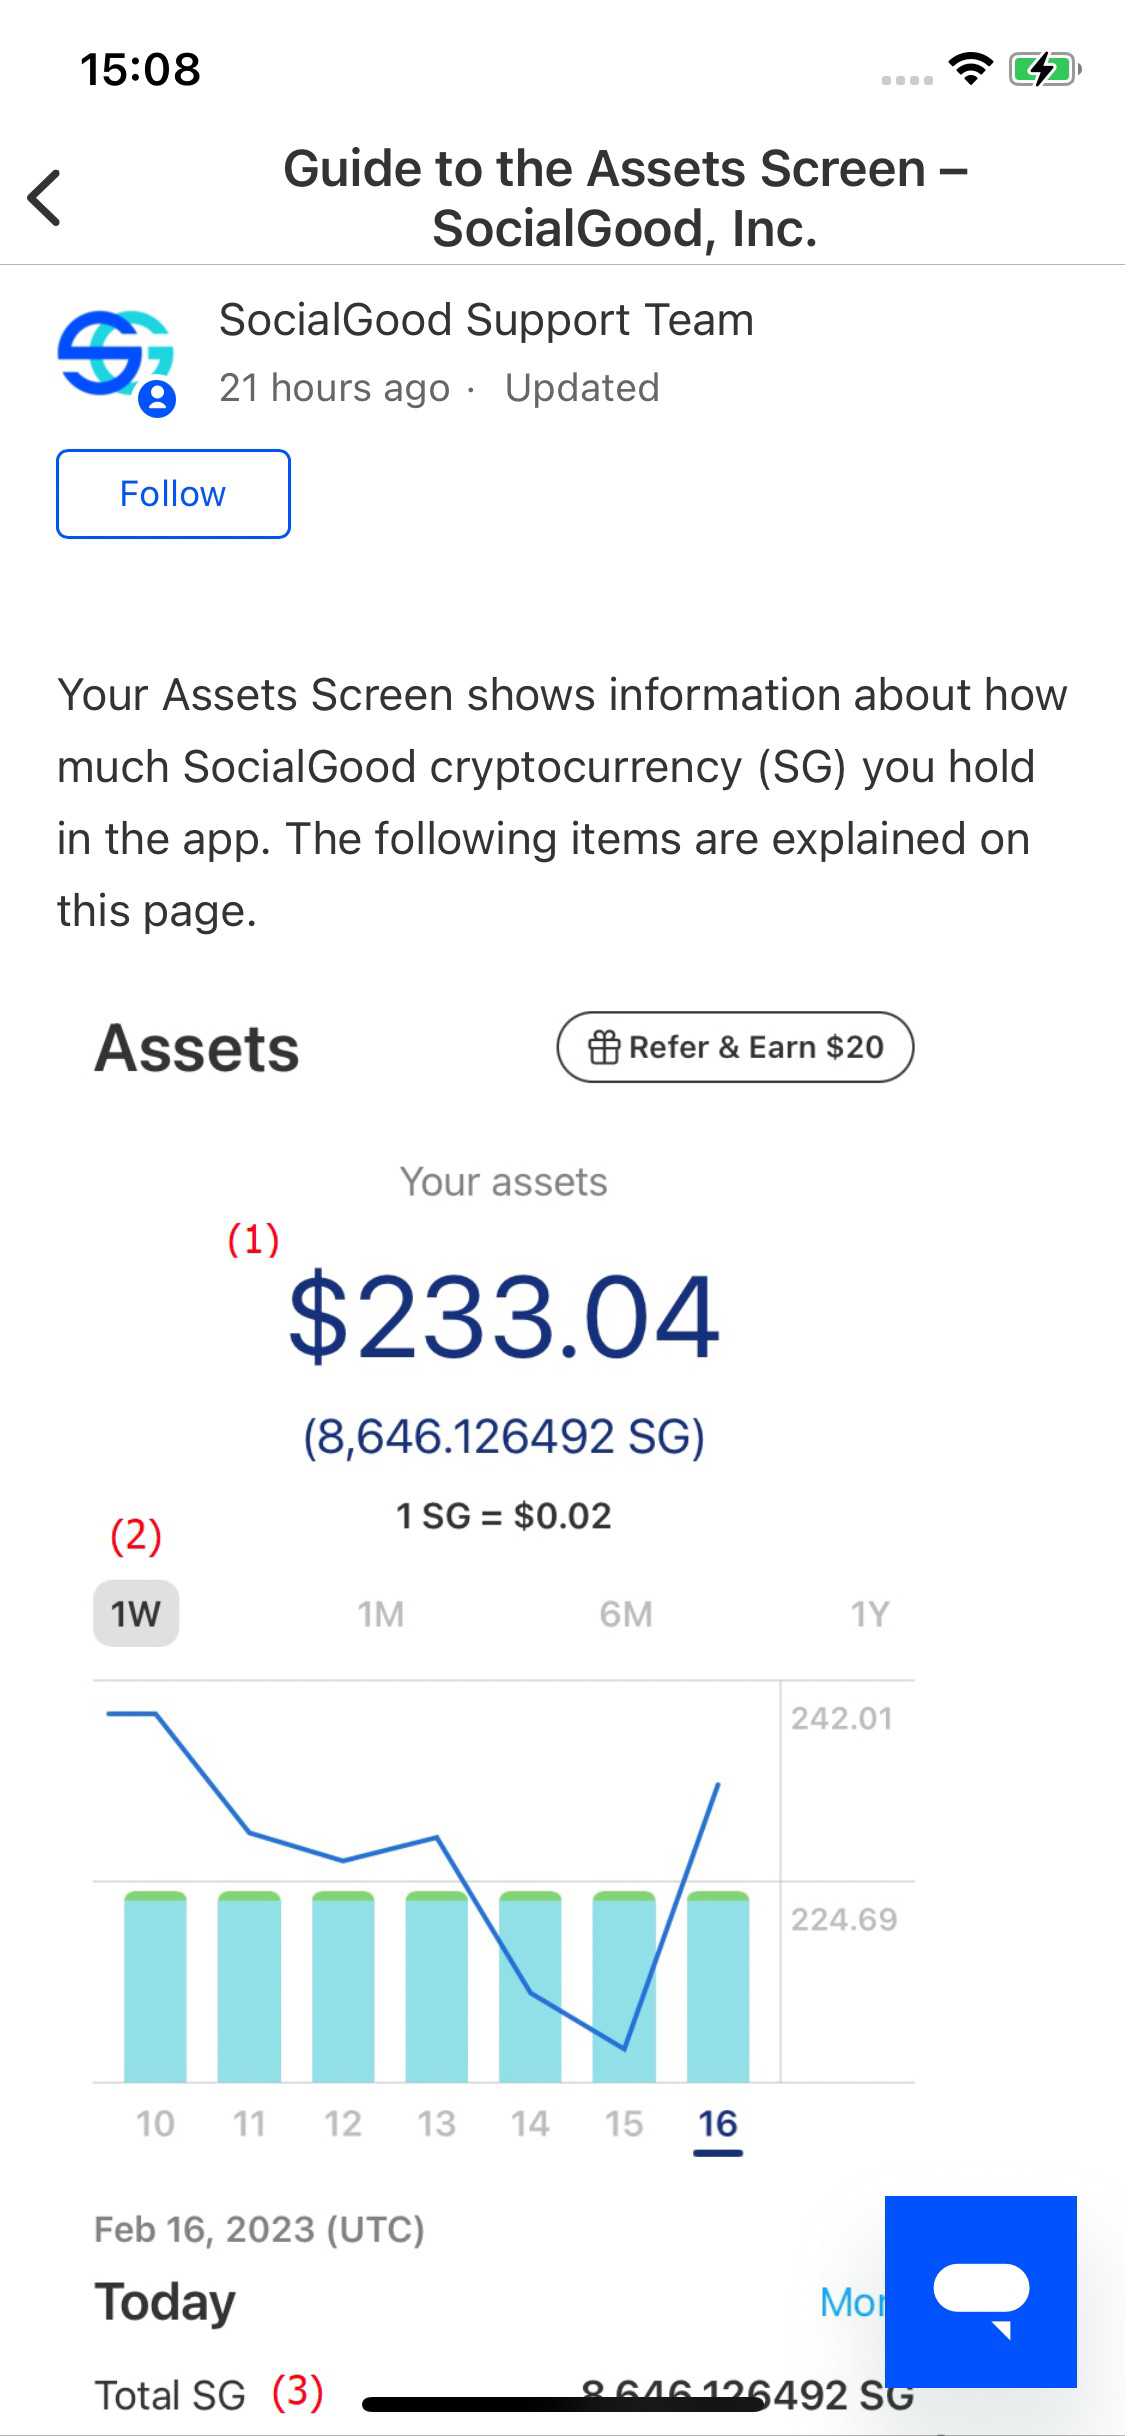 15:08
Guide to the Assets Screen –
SocialGood, Inc.
SocialGood Support Team
21 hours ago · Updated
Follow
Your Assets Screen shows information about how
much SocialGood cryptocurrency (SG) you hold
in the app. The following items are explained on
this page.
Assets
Refer & Earn $20
Your assets
(1)
$233.04
(8,646.126492 SG)
1 SG = $0.02
(2)
1W 1M 6M 1Y
242.01
224.69
10 11 12 13 14 15 16
Feb 16, 2023 (UTC)
Today
Total SG (3) 8,646.126492 SG